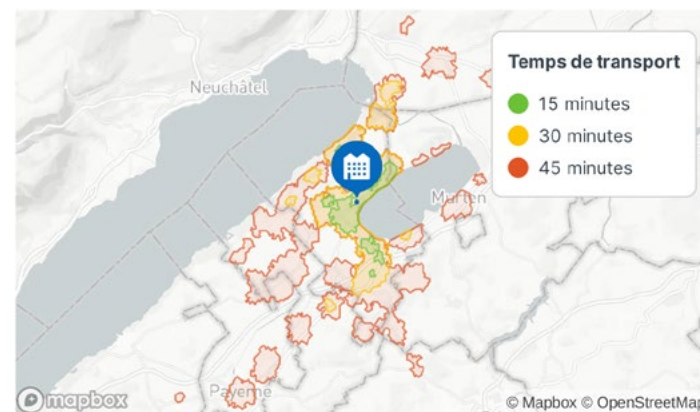 Neuchâtel
Temps de transport
15 minutes
30 minutes
45 minutes
Murten
Payerne
mapbox
© Mapbox © OpenStreetMap